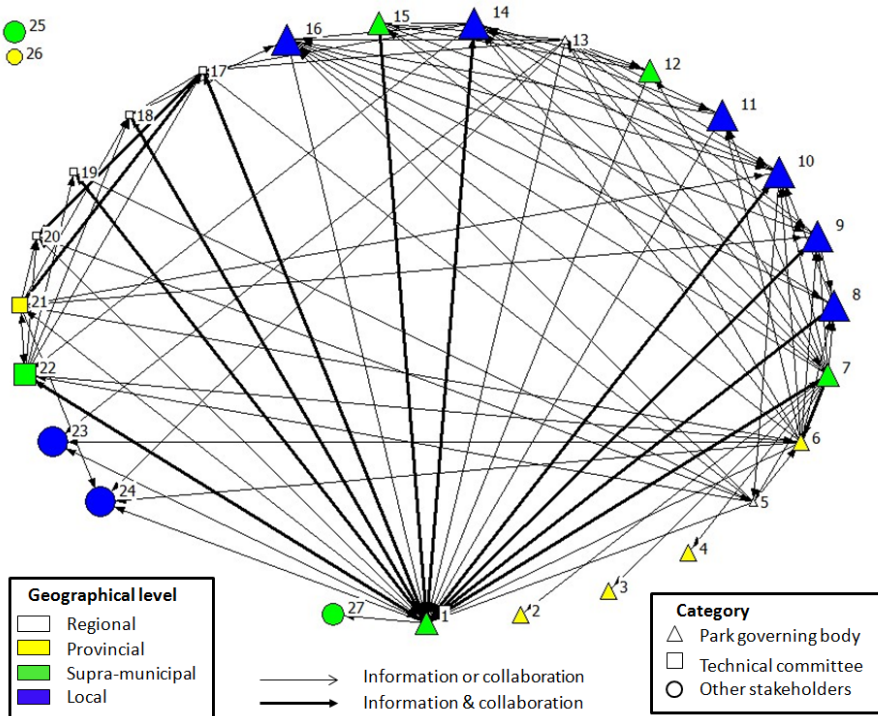 15
14
16
13
25
12
26
17
11
18
10
19
9
20
8
21
7
22
6
23
5
24
4
3
27
1
2
Geographical level
Regional
Provincial
Supra-municipal
Local
Information or collaboration
Information & collaboration
Category
Park governing body
Technical committee
Other stakeholders